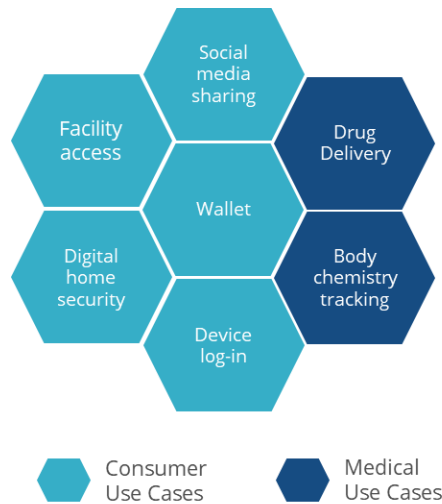 Social
media
sharing
Facility
access
Drug
Delivery
Wallet
Digital
home
security
Body
chemistry
tracking
Device
log-in
Consumer
Use Cases
Medical
Use Cases